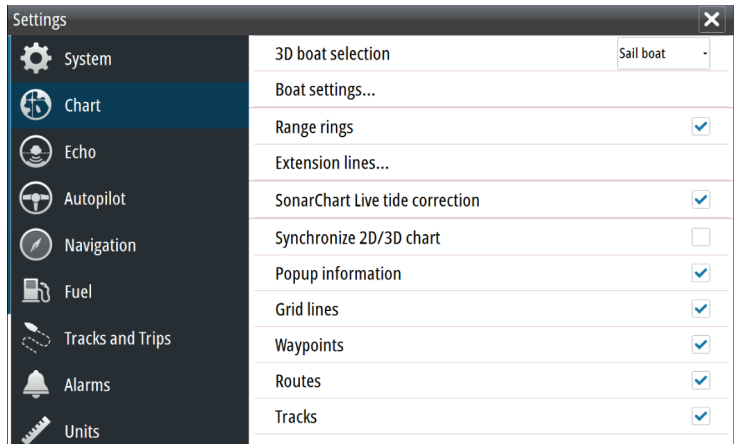 Settings
System
Chart
Echo
Autopilot
Navigation
Fuel
Tracks and Trips
Alarms
Units
3D boat selection Sail boat
Boat settings...
Range rings
Extension lines...
SonarChart Live tide correction
Synchronize 2D/3D chart
Popup information
Grid lines
Waypoints
Routes
Tracks